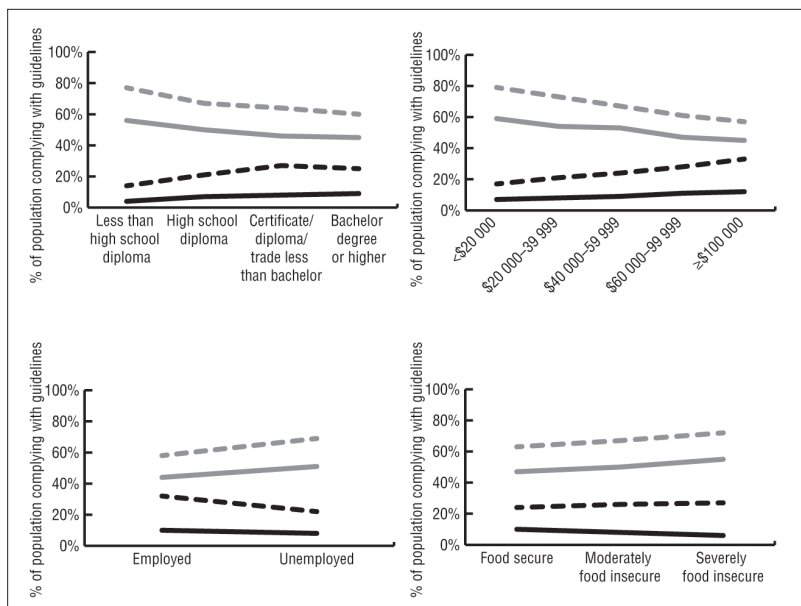 % of population complying with guidelines
100%
80%
60%
40%
20%
0%
Less than
high school
diploma
High school
diploma
Certificate/
diploma/
trade less
than bachelor
Bachelor
degree
or higher
% of population complying with guidelines
100%
80%
60%
40%
20%
0%
<$20 000
$20 000–39 999
$40 000–59 999
$60 000–99 999
≥$100 000
% of population complying with guidelines
100%
80%
60%
40%
20%
0%
Employed
Unemployed
% of population complying with guidelines
100%
80%
60%
40%
20%
0%
Food secure
Moderately
food insecure
Severely
food insecure